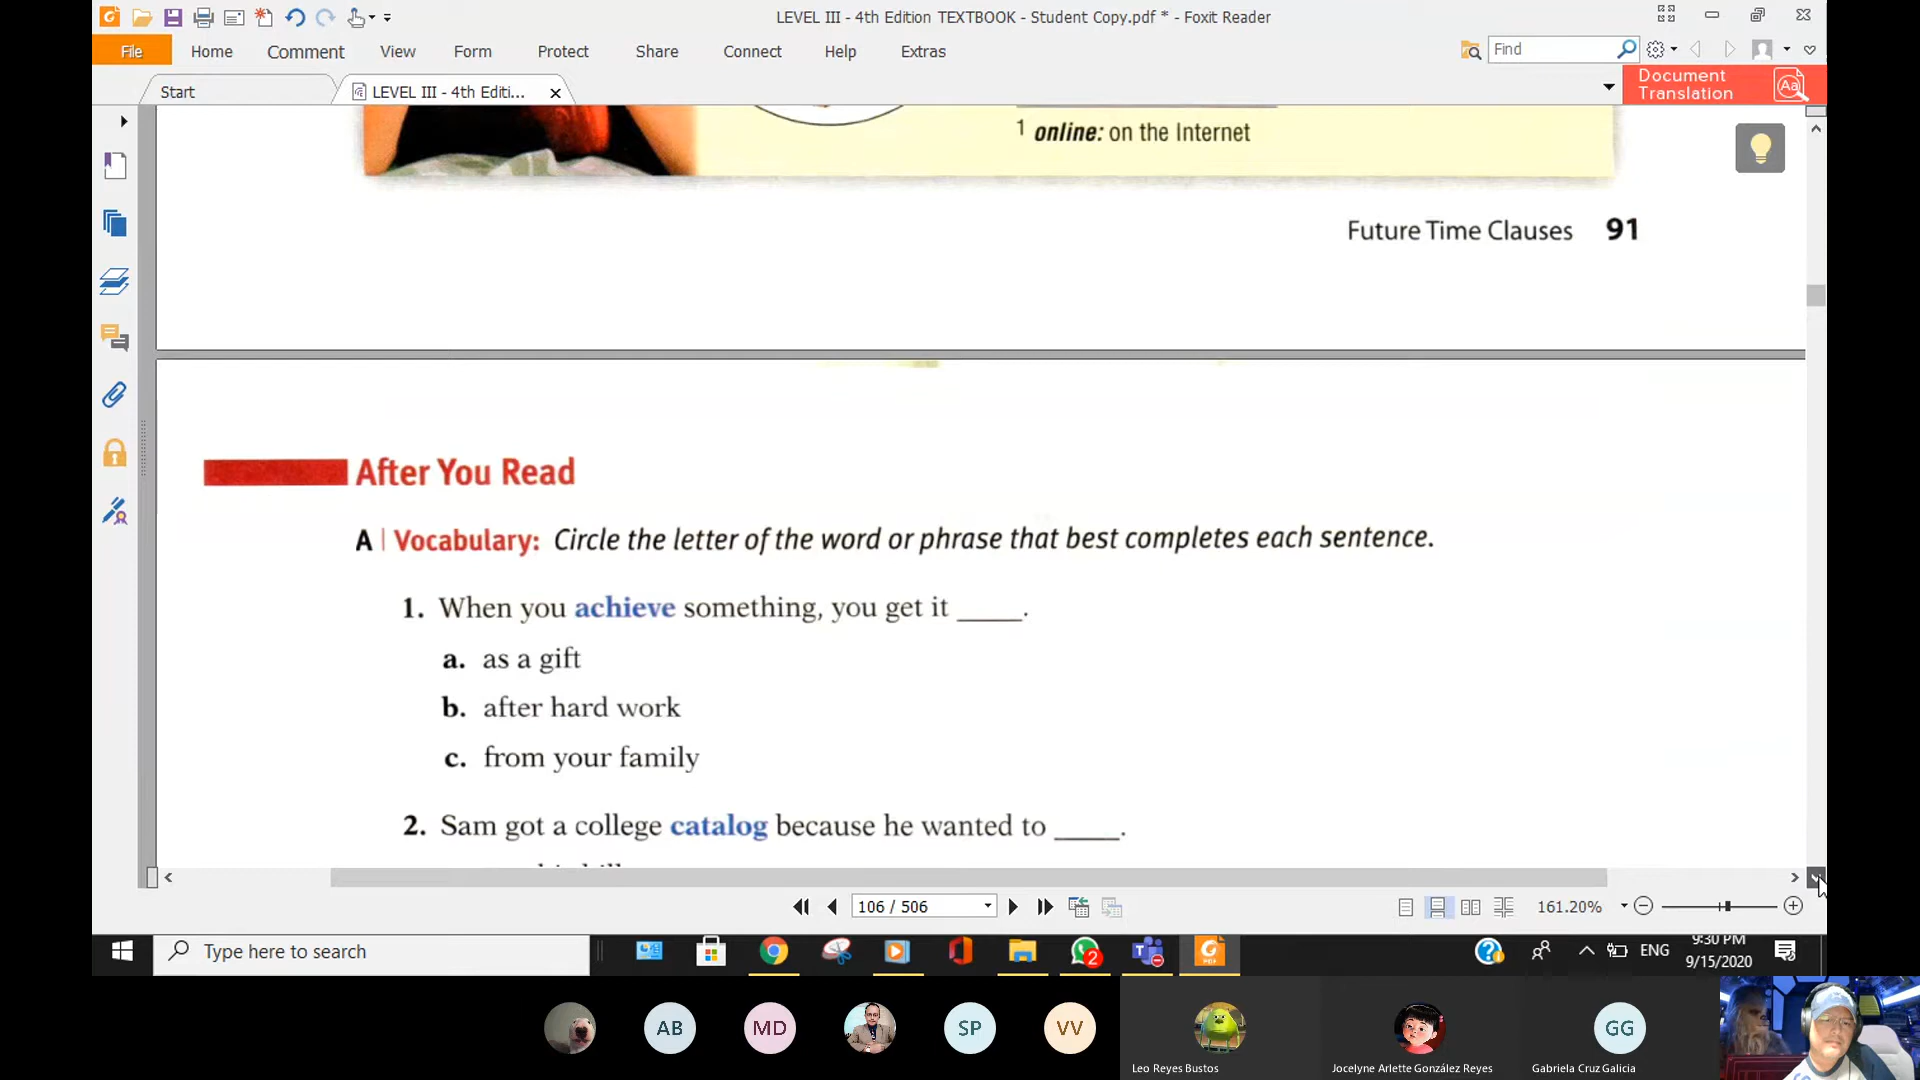 LEVEL III - 4th Edition TEXTBOOK - Student Copy.pdf * - Foxit Reader
File Home Comment View Form Protect Share Connect Help Extras
Find
Start
LEVEL III - 4th Editi...
Document
Translation
1 online: on the Internet
Future Time Clauses 91
After You Read
A | Vocabulary: Circle the letter of the word or phrase that best completes each sentence.
1. When you achieve something, you get it _____.
a. as a gift
b. after hard work
c. from your family
2. Sam got a college catalog because he wanted to _____.
106 / 506
161.20%
Type here to search
2
ENG
9:30 PM
9/15/2020
AB
MD
SP
VV
GG
Leo Reyes Bustos
Jocelyne Arlette González Reyes
Gabriela Cruz Galicia